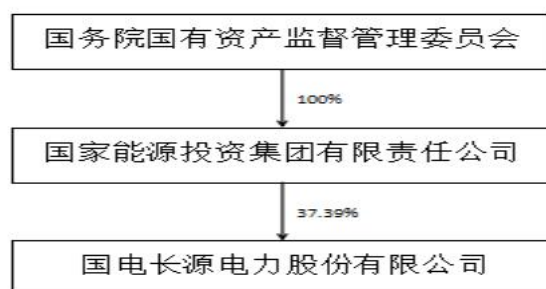 国务院国有资产监督管理委员会
100%
国家能源投资集团有限责任公司
37.39%
国电长源电力股份有限公司